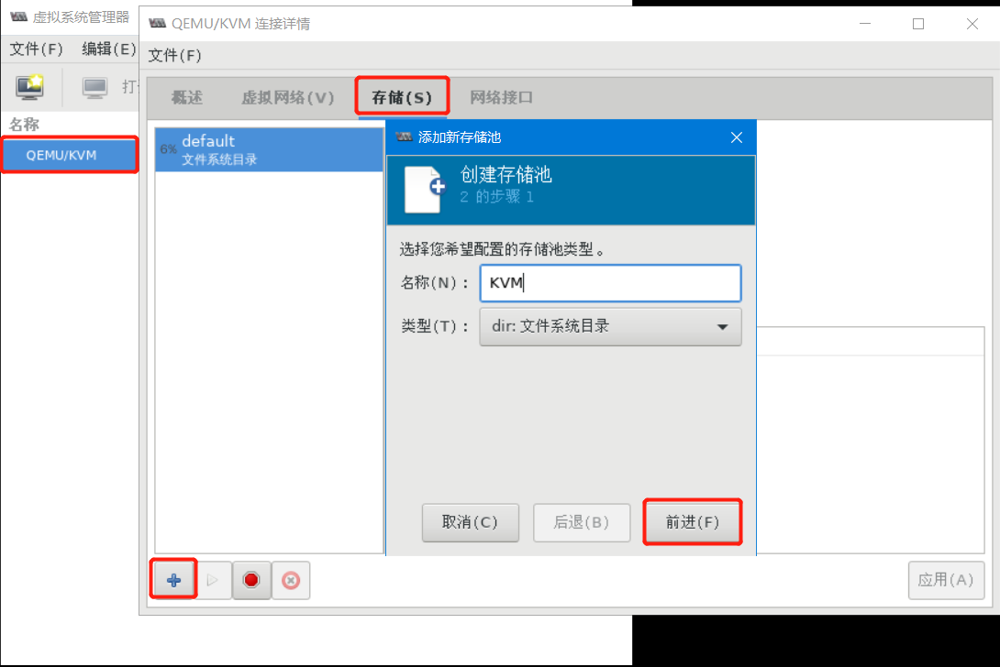 虚拟系统管理器
文件(F) 编辑(E)
名称
QEMU/KVM
QEMU/KVM 连接详情
文件(F)
概述 虚拟网络(V) 存储(S) 网络接口
6% default
文件系统目录
添加新存储池
创建存储池
2 的步骤 1
选择您希望配置的存储池类型。
名称(N)： KVM
类型(T)： dir: 文件系统目录
取消(C) 后退(B) 前进(F)
应用(A)